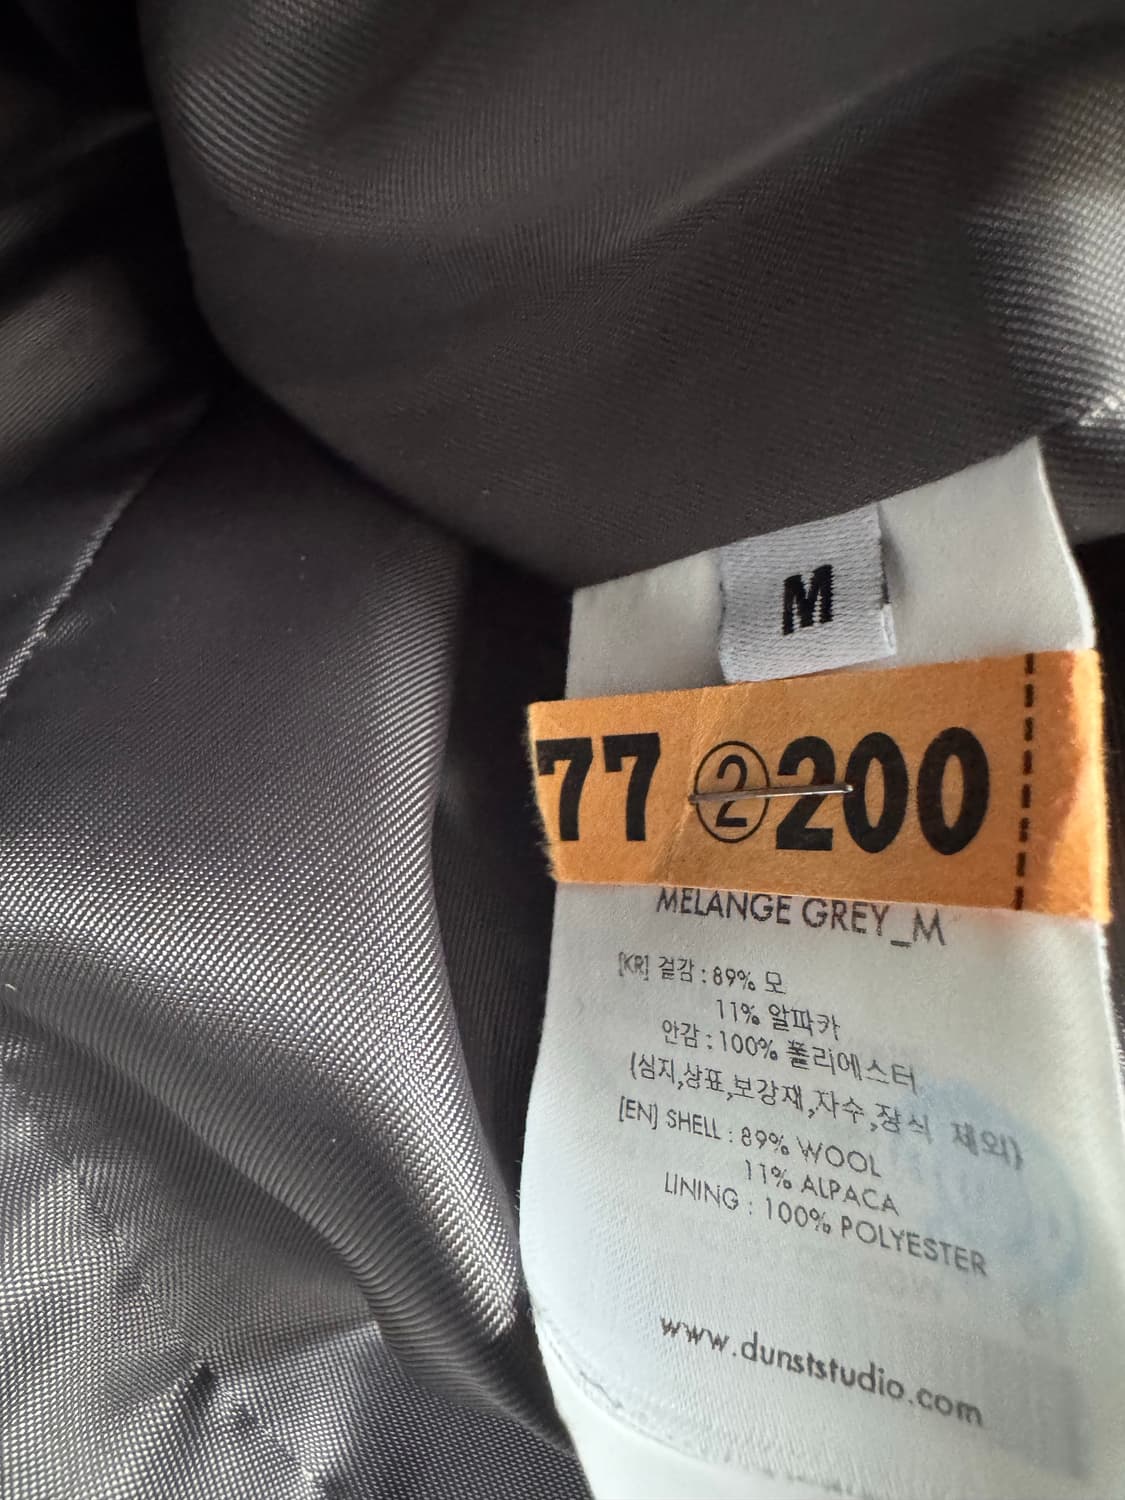 M
77 ②200
MELANGE GREY_M
[KR] 겉감 : 89% 모
11% 알파카
안감 : 100% 폴리에스터
(심지,상표,보강재,자수,장식 제외)
[EN] SHELL : 89% WOOL
11% ALPACA
LINING : 100% POLYESTER
www.dunststudio.com